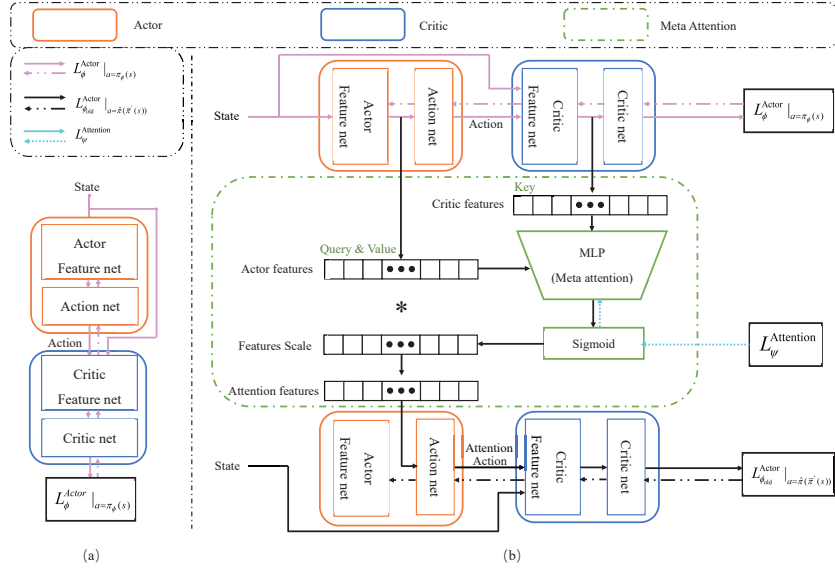 Actor
Critic
Meta Attention
L_ϕ^Actor |_{a=π_ϕ(s)}
L_{ϕ_old}^Actor |_{a=π̂(π̄(s))}
L_ψ^Attention
State
Actor
Feature net
Action net
Action
Critic
Feature net
Critic net
L_ϕ^Actor |_{a=π_ϕ(s)}
(a)
State
Actor
Feature net
Action net
Action
Critic
Feature net
Critic net
L_ϕ^Actor |_{a=π_ϕ(s)}
Key
Critic features
Query & Value
Actor features
MLP
(Meta attention)
*
Features Scale
Sigmoid
L_ψ^Attention
Attention features
State
Actor
Feature net
Action net
Attention
Action
Critic
Feature net
Critic net
L_{ϕ_old}^Actor |_{a=π̂(π̄(s))}
(b)